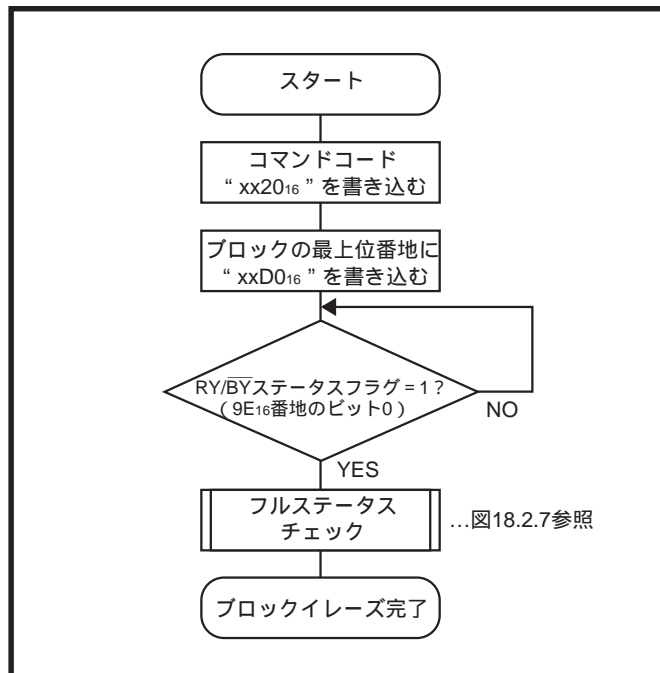 スタート
コマンドコード
“ xx20₁₆ ” を書き込む
ブロックの最上位番地に
“ xxD0₁₆ ” を書き込む
RY/B̅Y̅ステータスフラグ = 1 ?
( 9E₁₆番地のビット0 )
NO
YES
フルステータス
チェック
…図18.2.7参照
ブロックイレーズ完了